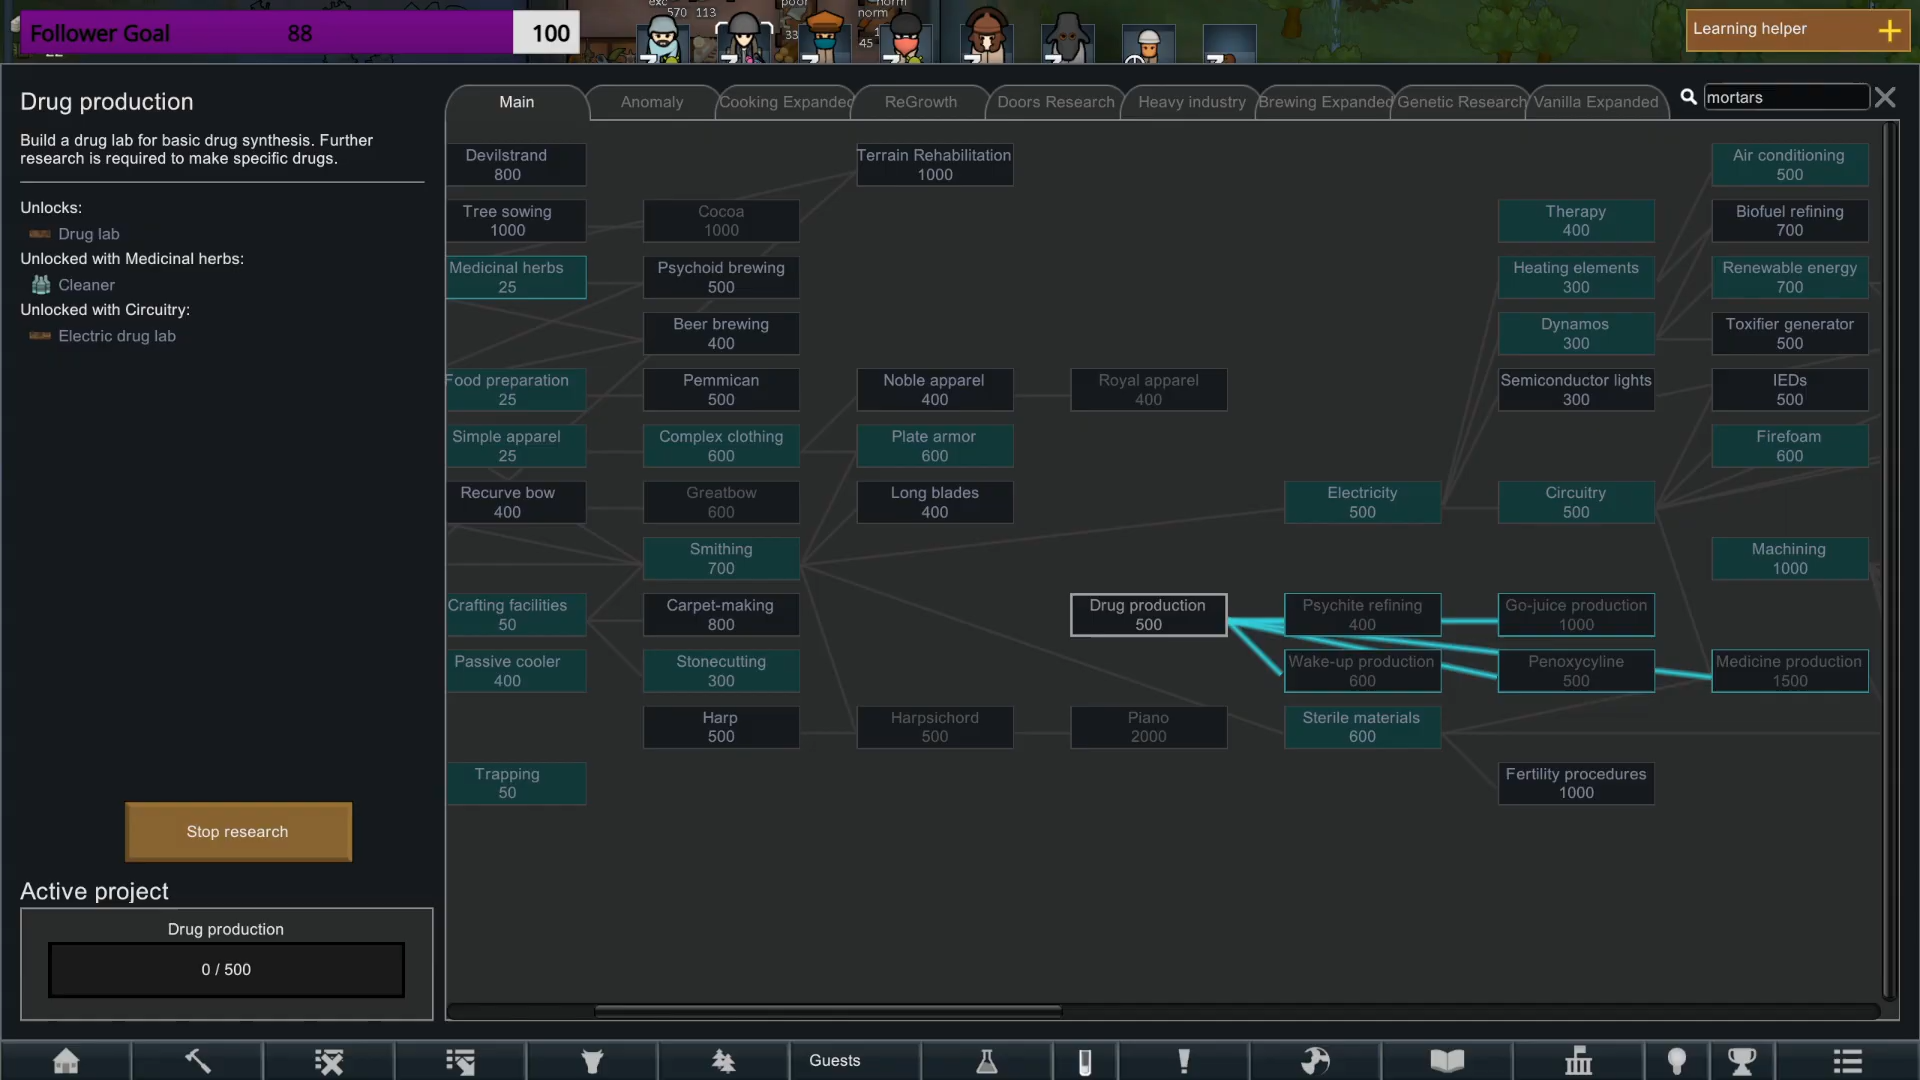 Follower Goal 88 100
exc
570 113
poor
33
norm
norm
45
Learning helper
Drug production
Build a drug lab for basic drug synthesis. Further
research is required to make specific drugs.
Unlocks:
Drug lab
Unlocked with Medicinal herbs:
Cleaner
Unlocked with Circuitry:
Electric drug lab
Stop research
Active project
Drug production
0 / 500
Main
Anomaly
Cooking Expanded
ReGrowth
Doors Research
Heavy industry
Brewing Expanded
Genetic Research
Vanilla Expanded
mortars
Devilstrand
800
Terrain Rehabilitation
1000
Air conditioning
500
Tree sowing
1000
Cocoa
1000
Therapy
400
Biofuel refining
700
Medicinal herbs
25
Psychoid brewing
500
Heating elements
300
Renewable energy
700
Beer brewing
400
Dynamos
300
Toxifier generator
500
Food preparation
25
Pemmican
500
Noble apparel
400
Royal apparel
400
Semiconductor lights
300
IEDs
500
Simple apparel
25
Complex clothing
600
Plate armor
600
Firefoam
600
Recurve bow
400
Greatbow
600
Long blades
400
Electricity
500
Circuitry
500
Smithing
700
Machining
1000
Crafting facilities
50
Carpet-making
800
Drug production
500
Psychite refining
400
Go-juice production
1000
Passive cooler
400
Stonecutting
300
Wake-up production
600
Penoxycyline
500
Medicine production
1500
Harp
500
Harpsichord
500
Piano
2000
Sterile materials
600
Trapping
50
Fertility procedures
1000
Guests